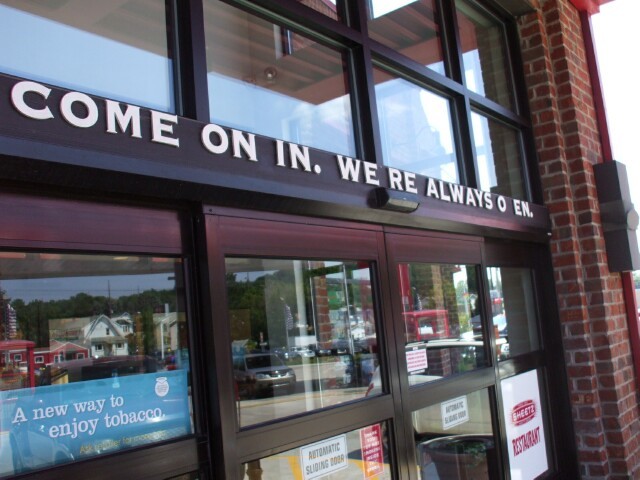 COME ON IN. WE RE ALWAYS O EN.
A new way to
enjoy tobacco.
AUTOMATIC
SLIDING DOOR
AUTOMATIC
SLIDING DOOR
SHEETZ
RESTAURANT